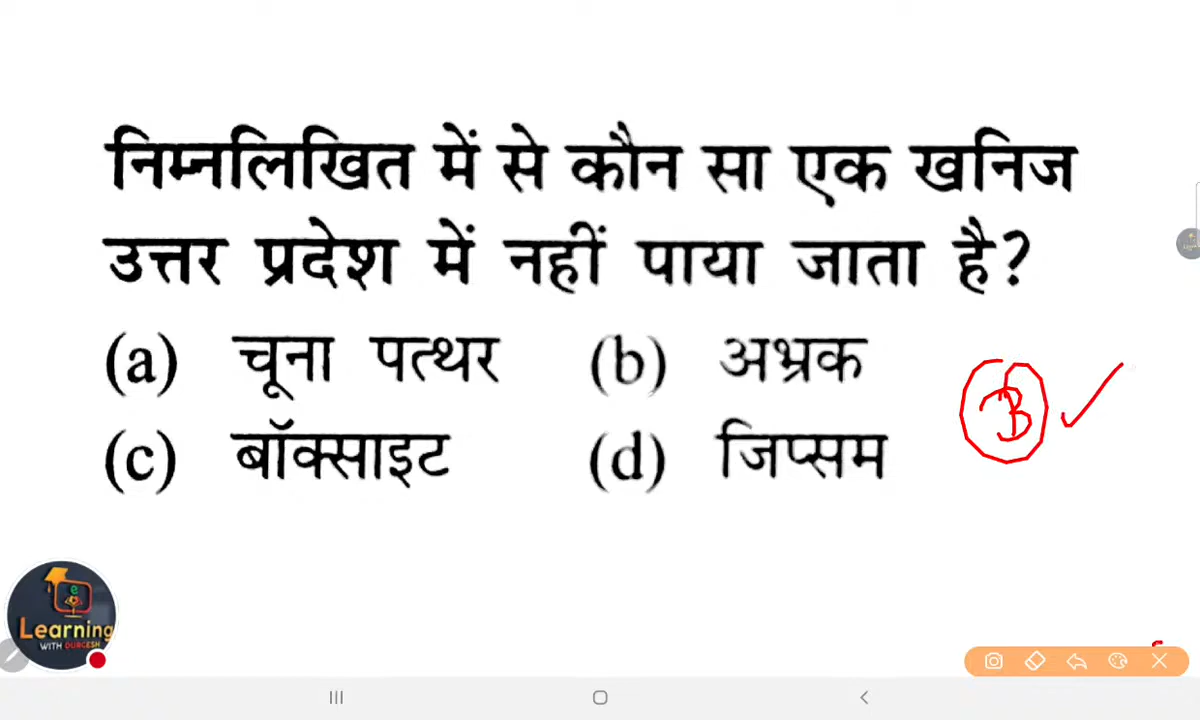 निम्नलिखित में से कौन सा एक खनिज
उत्तर प्रदेश में नहीं पाया जाता है?
(a) चूना पत्थर (b) अभ्रक
(c) बॉक्साइट (d) जिप्सम
B
e
Learning
WITH DURGESH